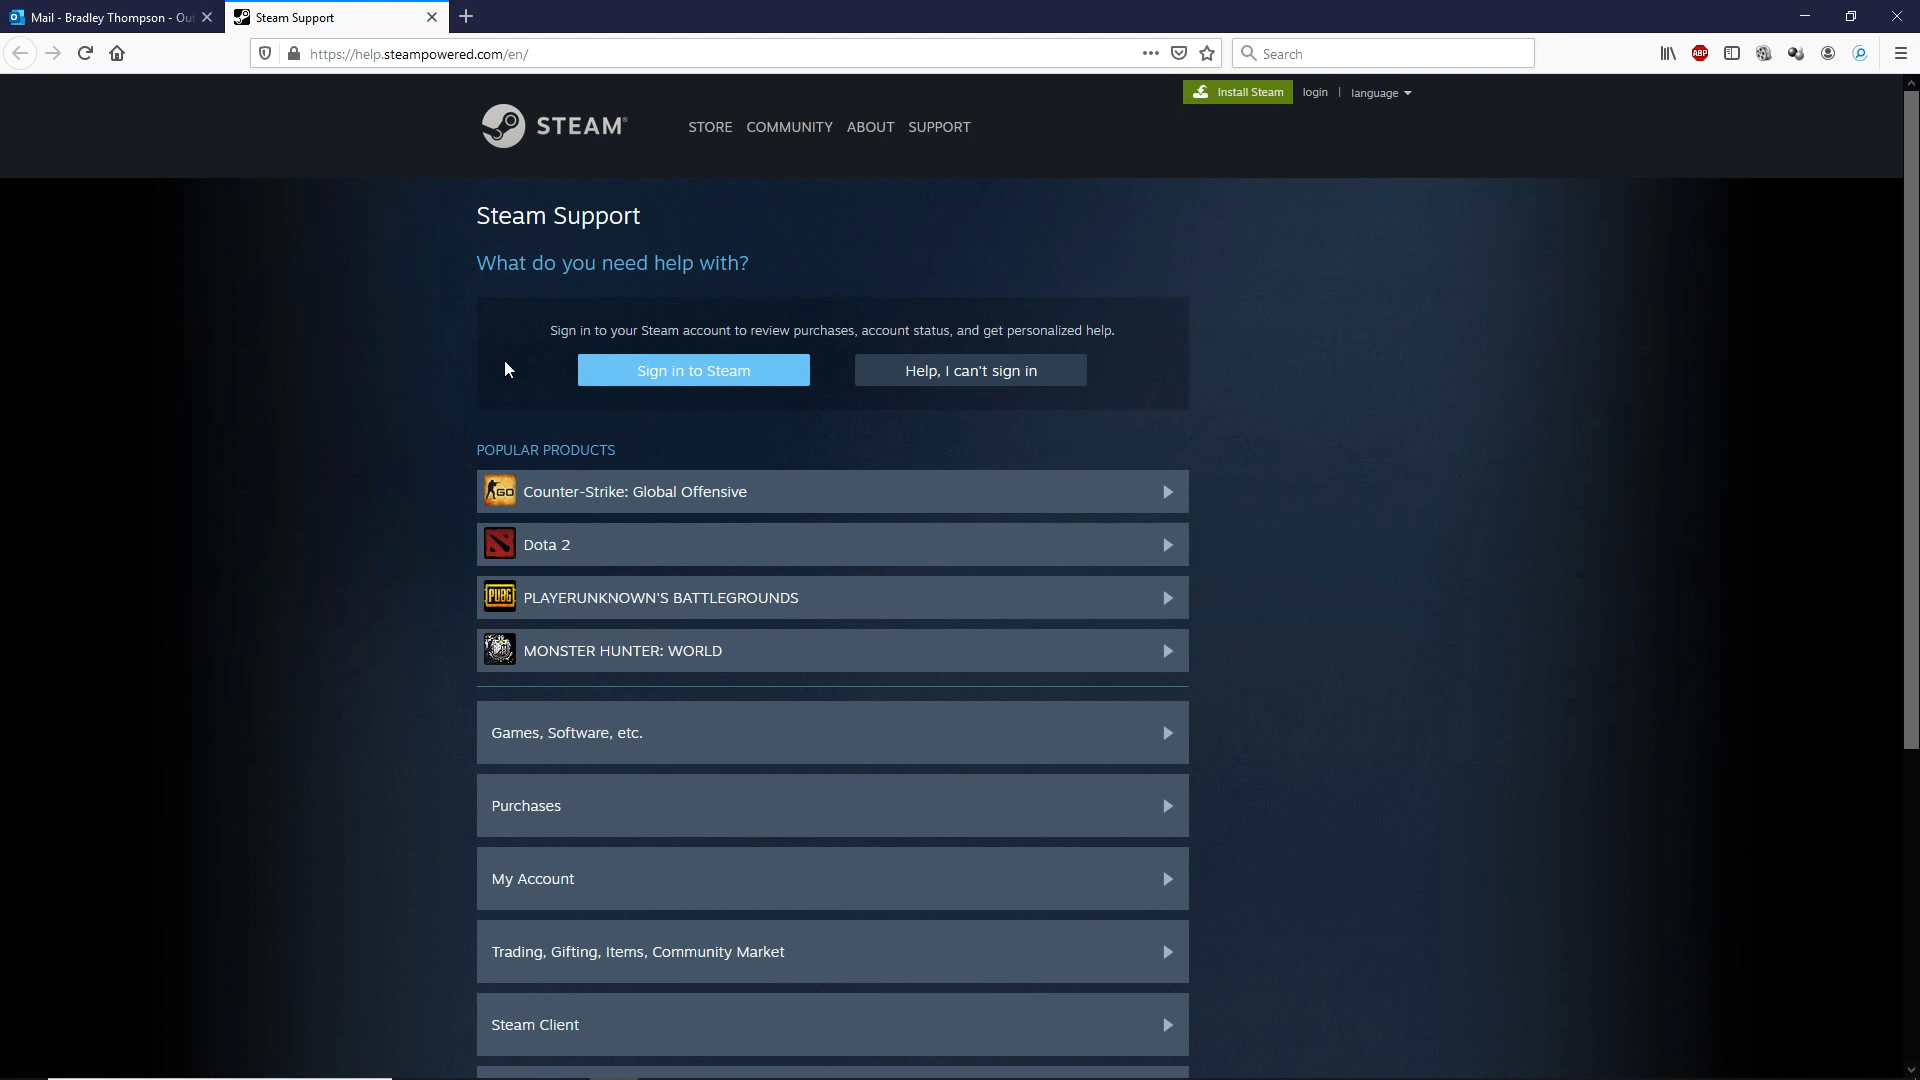 Mail - Bradley Thompson - Out
Steam Support
https://help.steampowered.com/en/
Search
ABP
Install Steam
login
|
language
STEAM®
STORE
COMMUNITY
ABOUT
SUPPORT
Steam Support
What do you need help with?
Sign in to your Steam account to review purchases, account status, and get personalized help.
Sign in to Steam
Help, I can't sign in
POPULAR PRODUCTS
GO
Counter-Strike: Global Offensive
Dota 2
PUBG
PLAYERUNKNOWN'S BATTLEGROUNDS
MONSTER HUNTER: WORLD
Games, Software, etc.
Purchases
My Account
Trading, Gifting, Items, Community Market
Steam Client